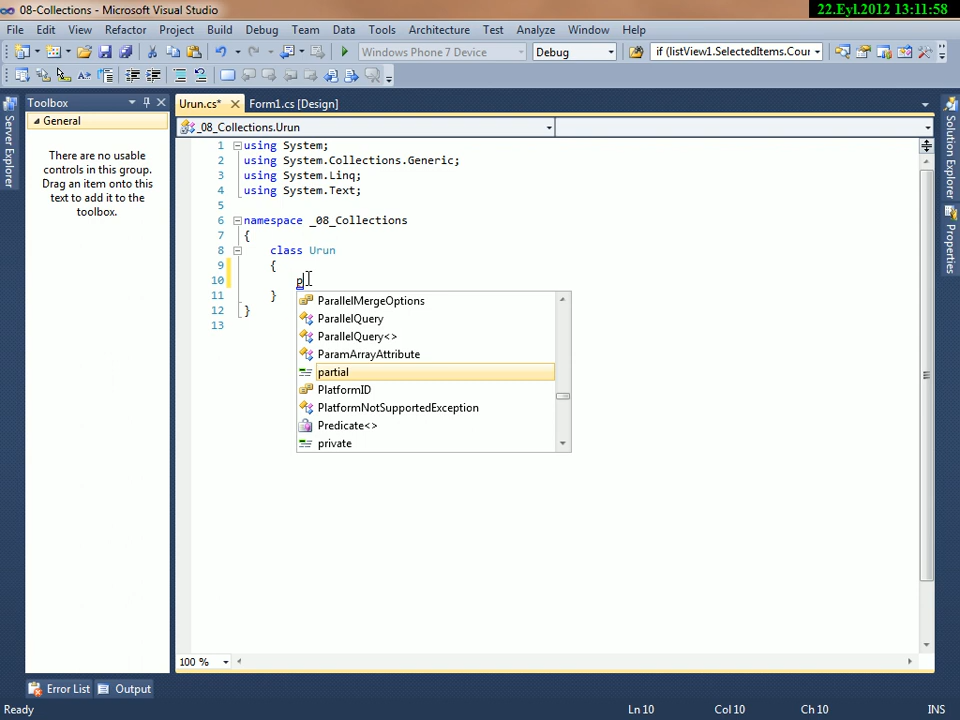 08-Collections - Microsoft Visual Studio
22.Eyl.2012 13:11:58
File Edit View Refactor Project Build Debug Team Data Tools Architecture Test Analyze Window Help
Windows Phone 7 Device Debug if (listView1.SelectedItems.Cour
Toolbox
General
There are no usable
controls in this group.
Drag an item onto this
text to add it to the
toolbox.
Server Explorer
Urun.cs* Form1.cs [Design]
_08_Collections.Urun
1 using System;
2 using System.Collections.Generic;
3 using System.Linq;
4 using System.Text;
5
6 namespace _08_Collections
7 {
8 class Urun
9 {
10 p
11 }
12 }
13
ParallelMergeOptions
ParallelQuery
ParallelQuery<>
ParamArrayAttribute
partial
PlatformID
PlatformNotSupportedException
Predicate<>
private
Solution Explorer
Properties
100 %
Error List Output
Ready Ln 10 Col 10 Ch 10 INS